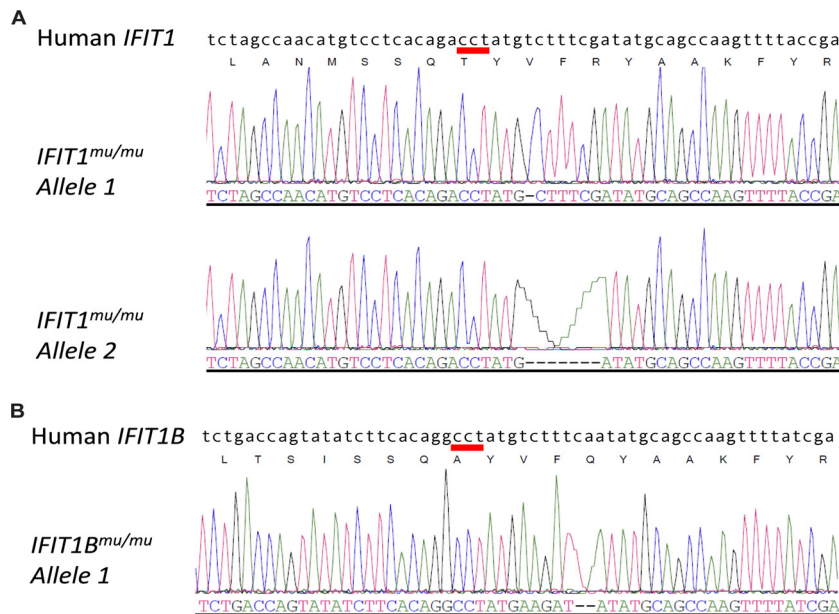 A
Human IFIT1
tctagccaacatgtcctcacagacctatgtctttcgatatgcagccaagttttaccga
L A N M S S Q T Y V F R Y A A K F Y R
IFIT1mu/mu
Allele 1
TCTAGCCAACATGTCCTCACAGACCTATG-CTTTCGATATGCAGCCAAGTTTTACCGA
IFIT1mu/mu
Allele 2
TCTAGCCAACATGTCCTCACAGACCTATG-------ATATGCAGCCAAGTTTTACCGA
B
Human IFIT1B
tctgaccagtatatcttcacaggcctatgtctttcaatatgcagccaagttttatcga
L T S I S S Q A Y V F Q Y A A K F Y R
IFIT1Bmu/mu
Allele 1
TCTGACCAGTATATCTTCACAGGCCTATGAAGAT--ATATGCAGCCAAGTTTTATCGA